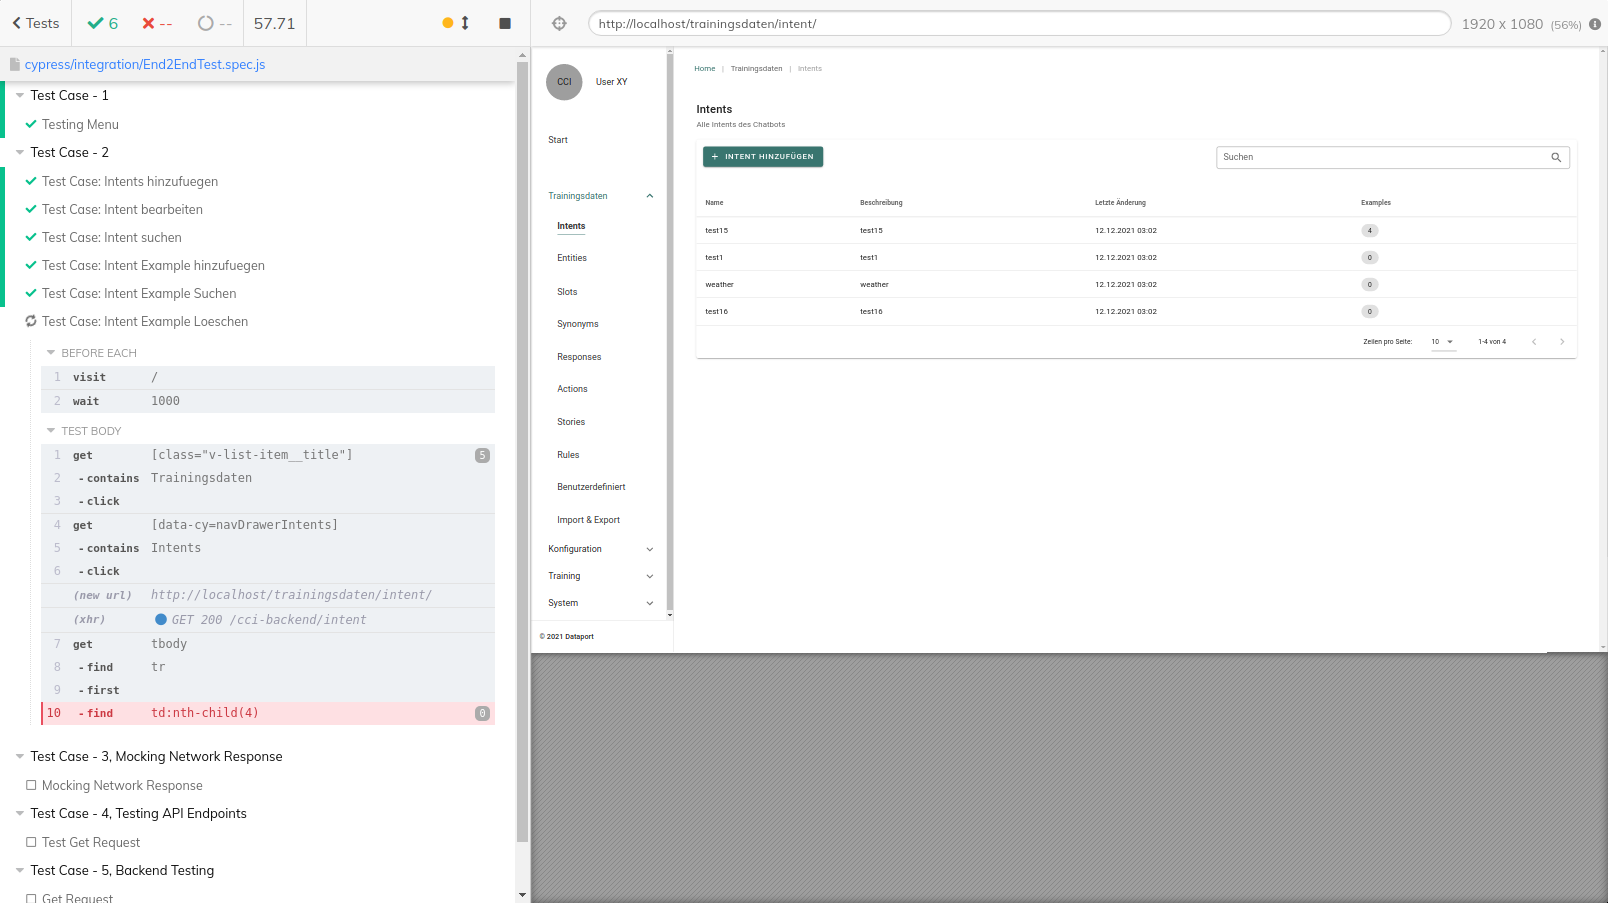 Tests
6
--
--
57.71
http://localhost/trainingsdaten/intent/
1920 x 1080 (56%)
cypress/integration/End2EndTest.spec.js
Test Case - 1
Testing Menu
Test Case - 2
Test Case: Intents hinzufuegen
Test Case: Intent bearbeiten
Test Case: Intent suchen
Test Case: Intent Example hinzufuegen
Test Case: Intent Example Suchen
Test Case: Intent Example Loeschen
BEFORE EACH
1 visit /
2 wait 1000
TEST BODY
1 get [class="v-list-item__title"] 5
2 - contains Trainingsdaten
3 - click
4 get [data-cy=navDrawerIntents]
5 - contains Intents
6 - click
(new url) http://localhost/trainingsdaten/intent/
(xhr) GET 200 /cci-backend/intent
7 get tbody
8 - find tr
9 - first
10 - find td:nth-child(4) 0
Test Case - 3, Mocking Network Response
Mocking Network Response
Test Case - 4, Testing API Endpoints
Test Get Request
Test Case - 5, Backend Testing
Get Request
CCI User XY
Start
Trainingsdaten
Intents
Entities
Slots
Synonyms
Responses
Actions
Stories
Rules
Benutzerdefiniert
Import & Export
Konfiguration
Training
System
© 2021 Dataport
Home | Trainingsdaten | Intents
Intents
Alle Intents des Chatbots
+ INTENT HINZUFÜGEN
Suchen
Name Beschreibung Letzte Änderung Examples
test15 test15 12.12.2021 03:02 4
test1 test1 12.12.2021 03:02 0
weather weather 12.12.2021 03:02 0
test16 test16 12.12.2021 03:02 0
Zeilen pro Seite: 10 1-4 von 4